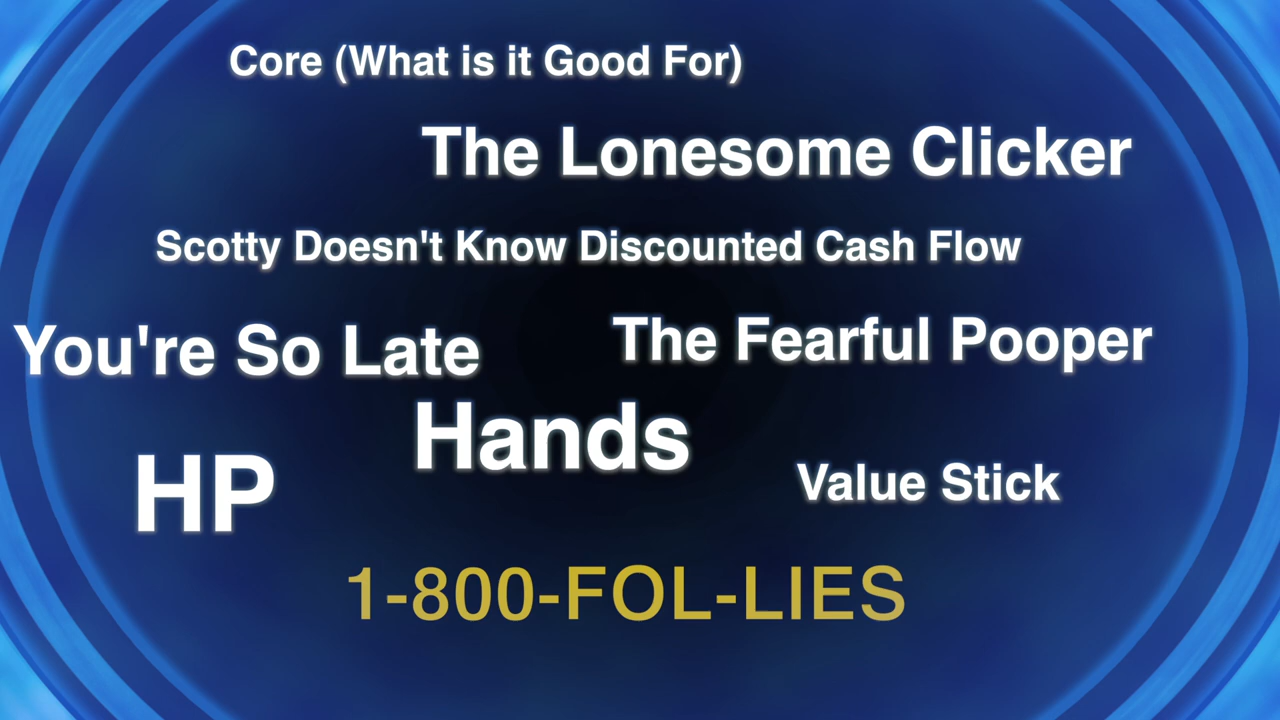 Core (What is it Good For)
The Lonesome Clicker
Scotty Doesn't Know Discounted Cash Flow
You're So Late
The Fearful Pooper
Hands
HP
Value Stick
1-800-FOL-LIES